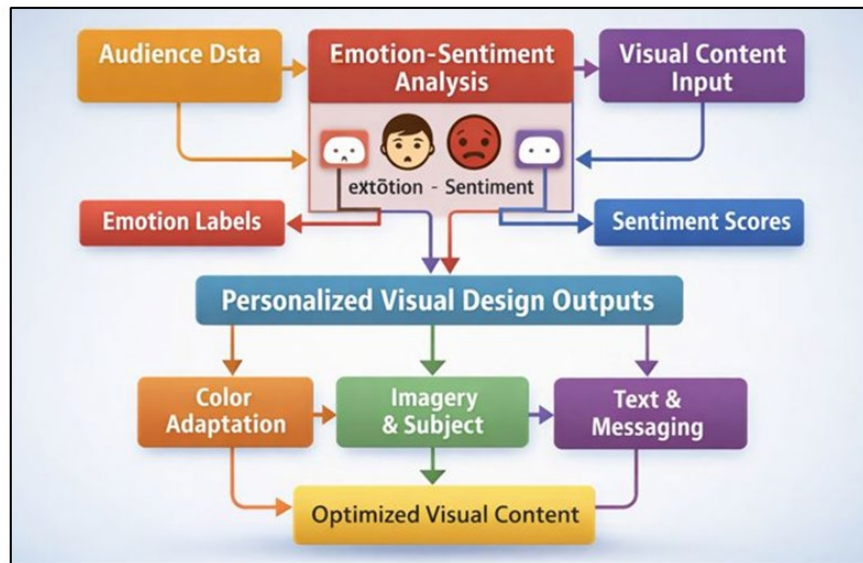 Audience Dsta
Emotion-Sentiment
Analysis
Visual Content
Input
extōtion - Sentiment
Emotion Labels
Sentiment Scores
Personalized Visual Design Outputs
Color
Adaptation
Imagery
& Subject
Text &
Messaging
Optimized Visual Content